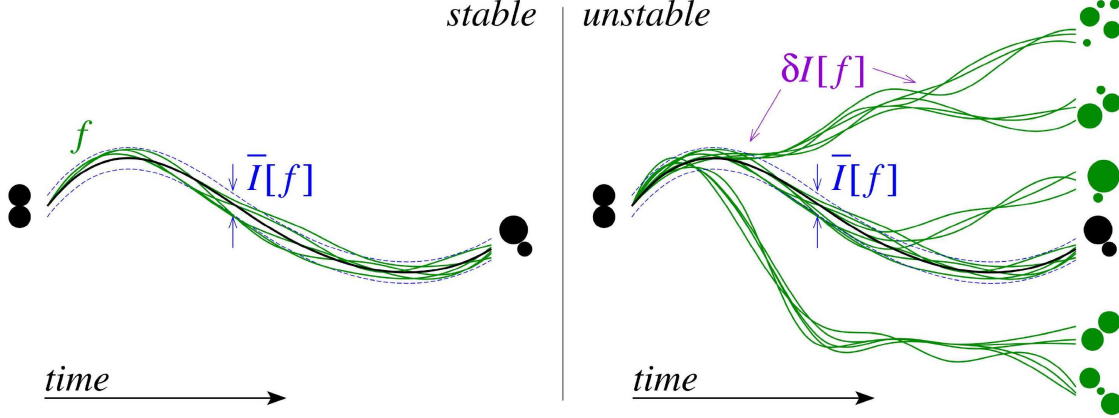 stable
f
Ī[f]
time
unstable
δI[f]
Ī[f]
time